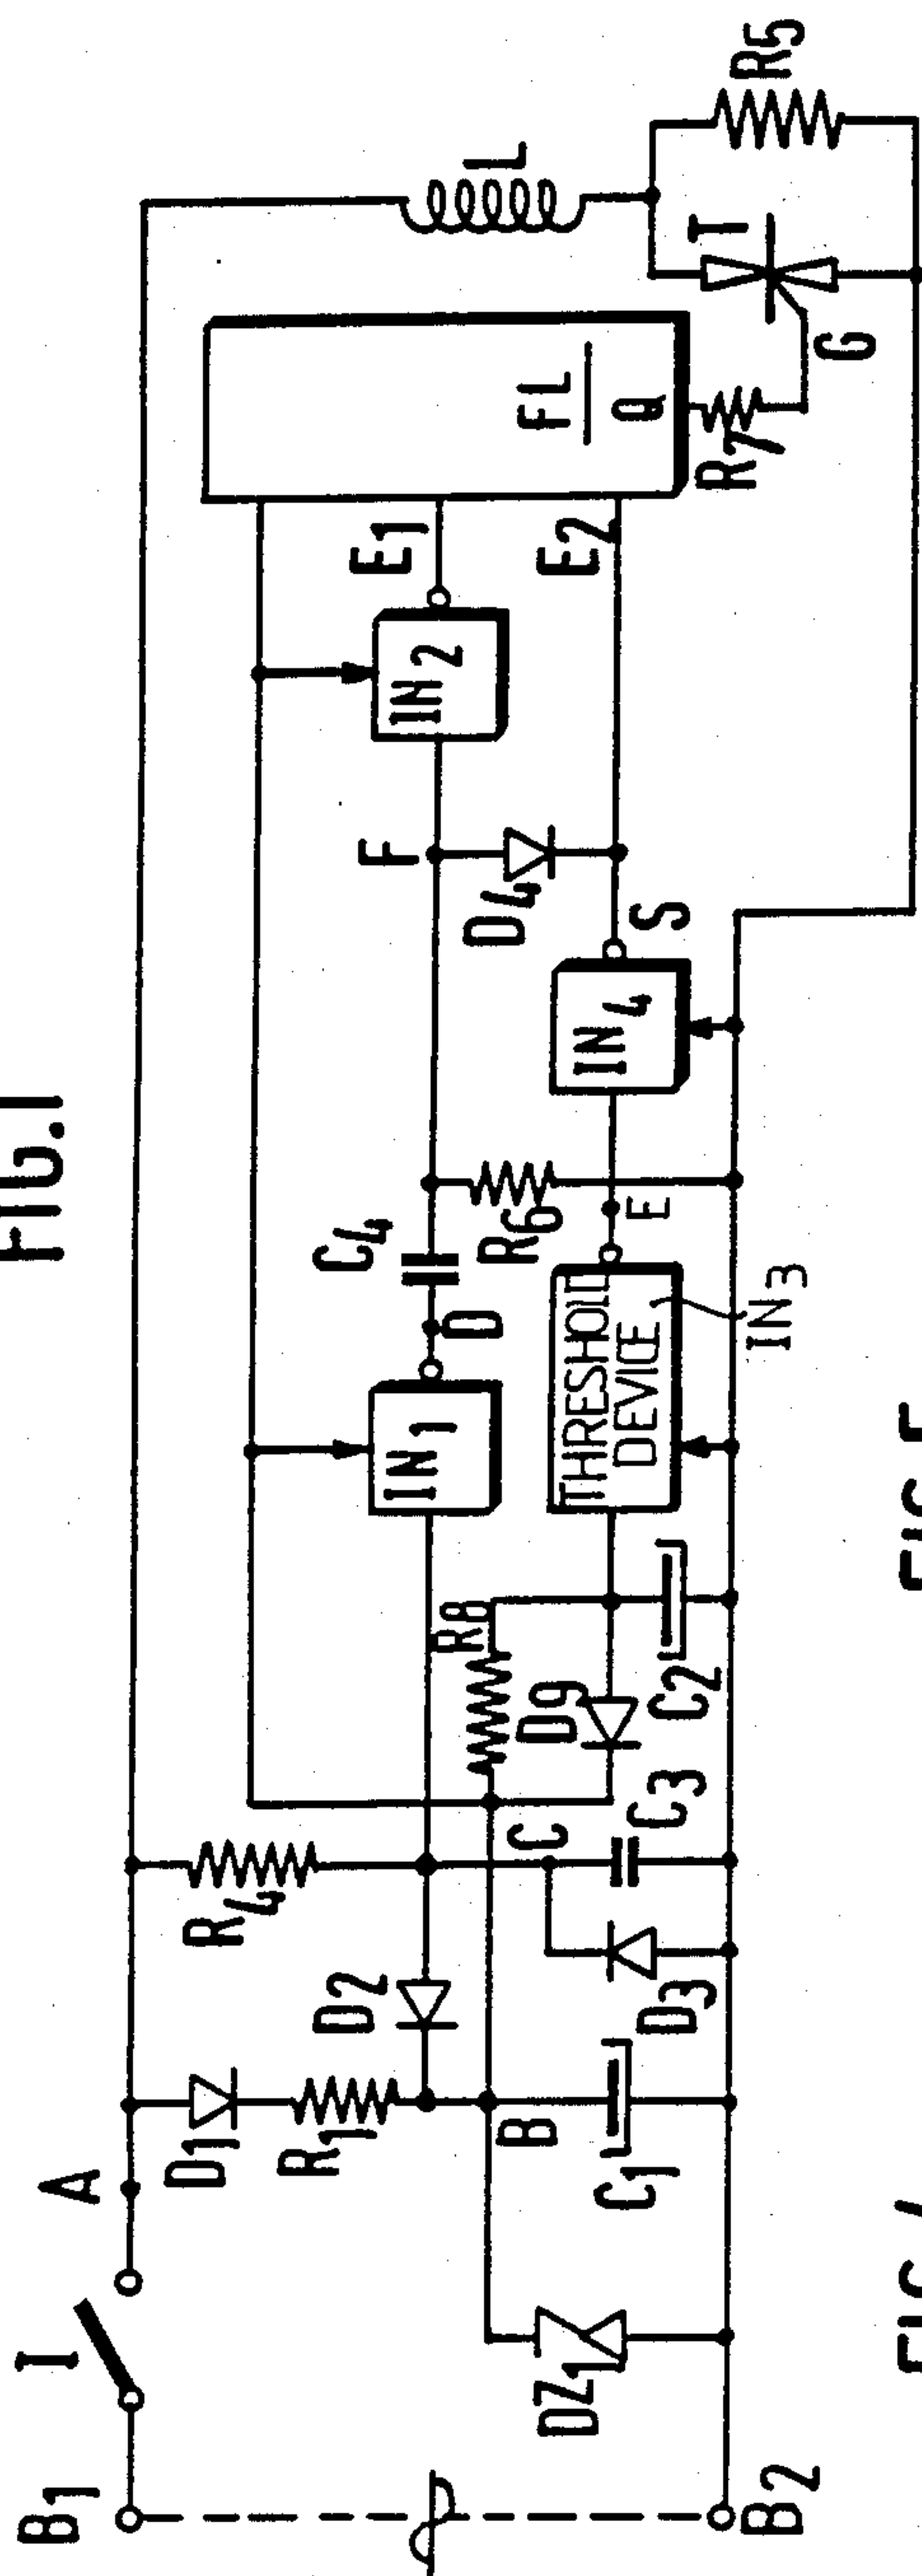 FIG.1
B1
I
A
D1
R1
D2
R4
B
C1
DZ1
B2
D3
C
C3
R8
D9
C2
IN1
D
C4
THRESHOLD
DEVICE
IN3
E
R6
IN4
S
F
D4
IN2
E1
E2
FL
Q
R7
G
T
L
R5